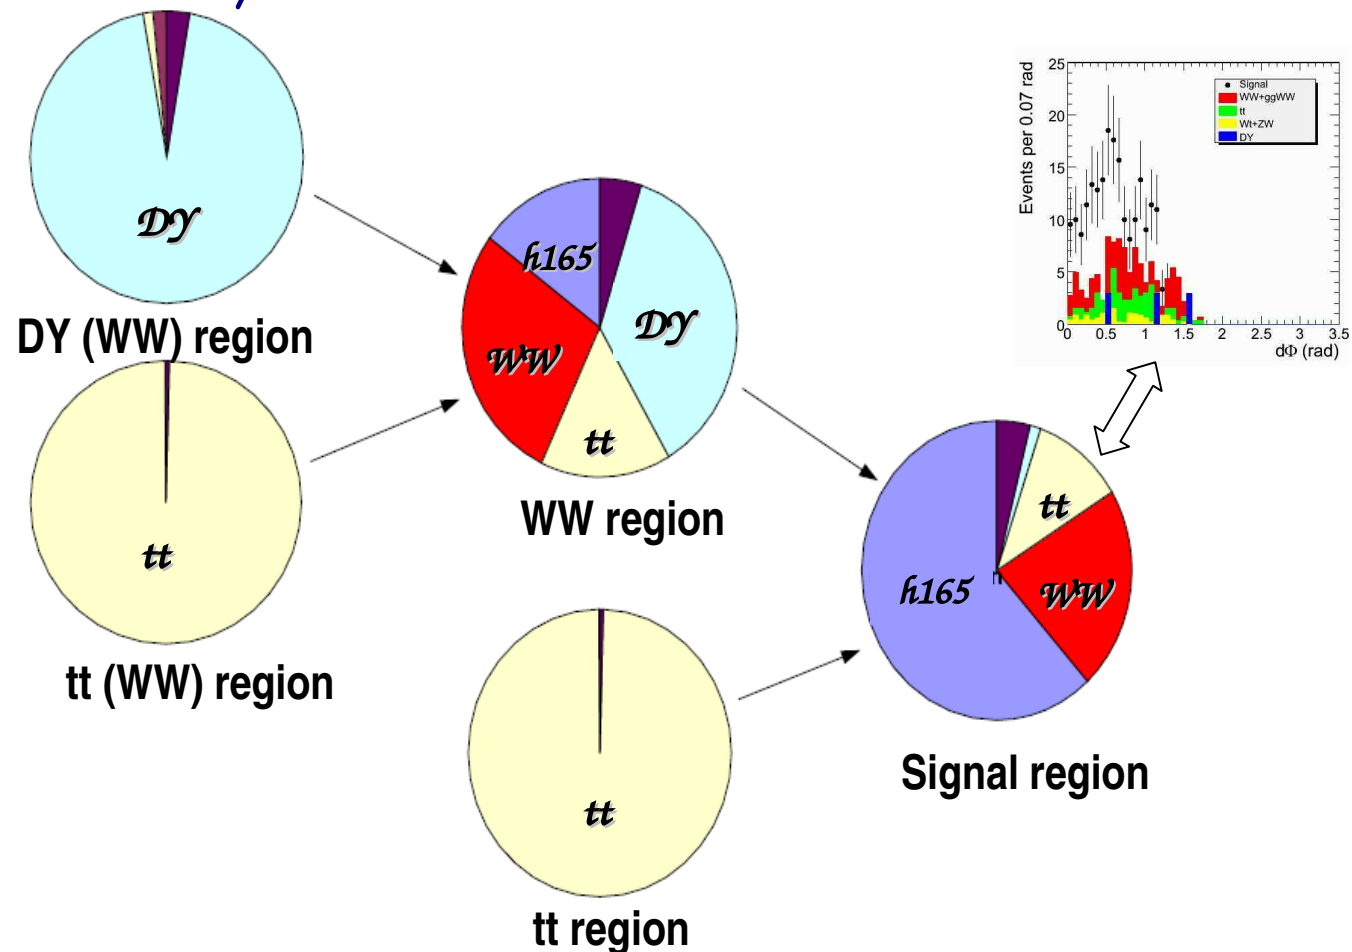 DY
DY (WW) region
tt
tt (WW) region
h165
DY
WW
tt
WW region
tt
tt region
h165
tt
WW
Signal region
Events per 0.07 rad
25
20
15
10
5
0
Signal
WW+ggWW
tt
Wt+ZW
DY
0 0.5 1 1.5 2 2.5 3 3.5
dΦ (rad)